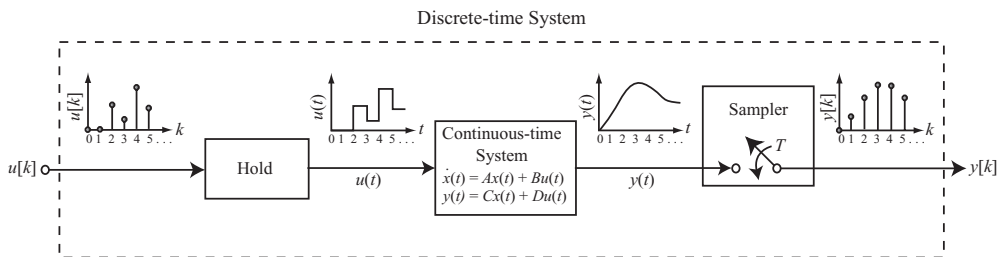 Discrete-time System
u[k]
0 1 2 3 4 5 . . .
k
u(t)
0 1 2 3 4 5 . . .
t
y(t)
0 1 2 3 4 5 . . .
t
y[k]
0 1 2 3 4 5 . . .
k
u[k]
Hold
u(t)
Continuous-time
System
ẋ(t) = Ax(t) + Bu(t)
y(t) = Cx(t) + Du(t)
y(t)
Sampler
T
y[k]